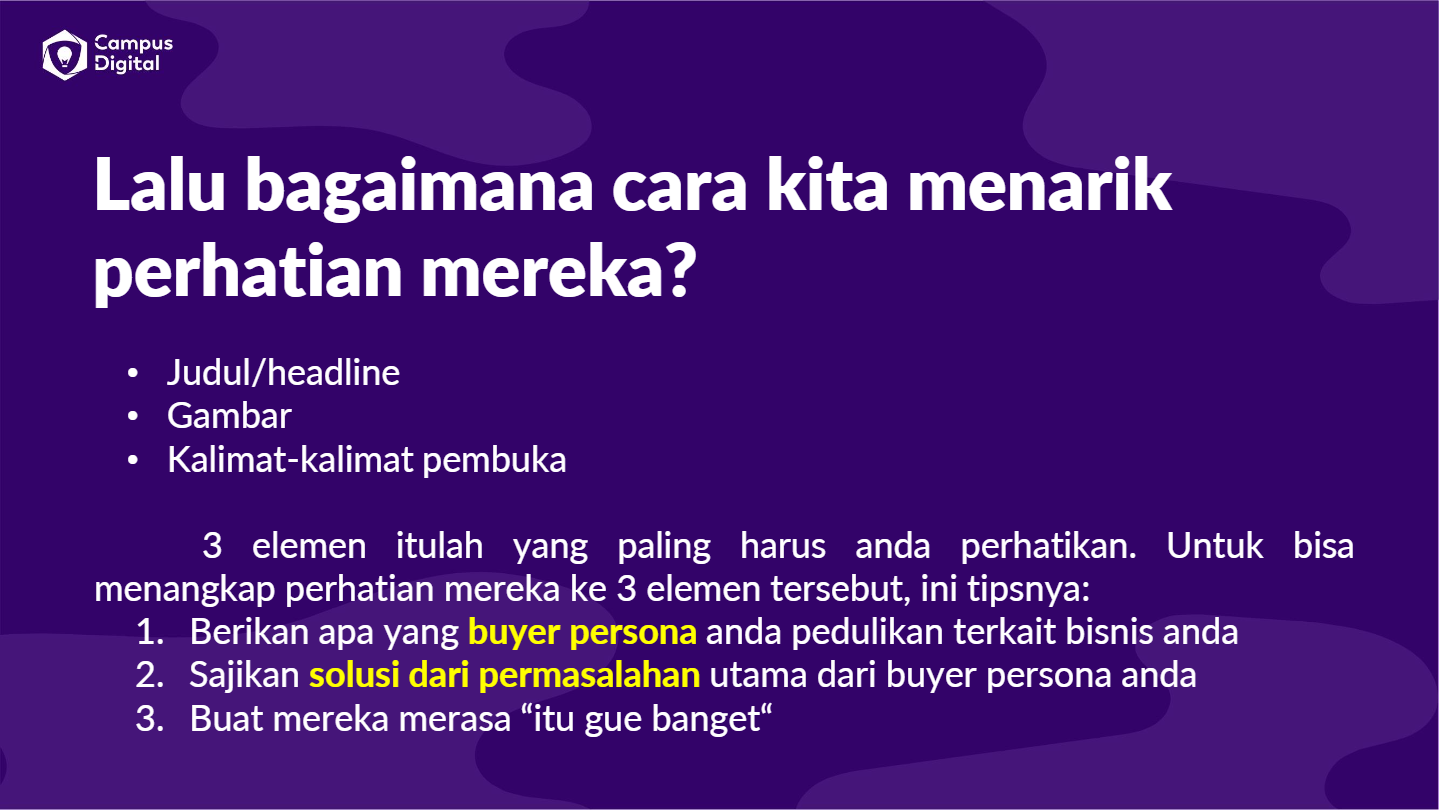 Campus
Digital
Lalu bagaimana cara kita menarik
perhatian mereka?
• Judul/headline
• Gambar
• Kalimat-kalimat pembuka
3 elemen itulah yang paling harus anda perhatikan. Untuk bisa
menangkap perhatian mereka ke 3 elemen tersebut, ini tipsnya:
1. Berikan apa yang buyer persona anda pedulikan terkait bisnis anda
2. Sajikan solusi dari permasalahan utama dari buyer persona anda
3. Buat mereka merasa “itu gue banget“